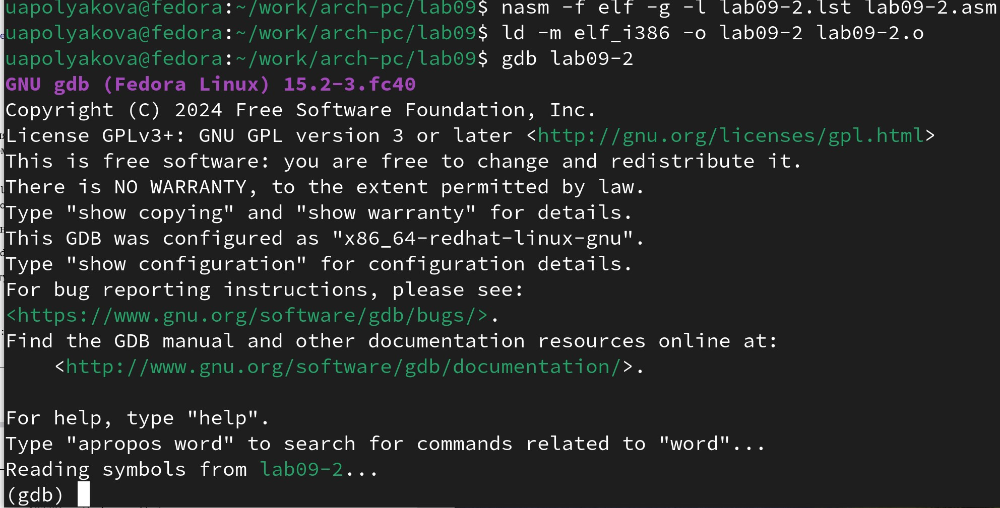 uapolyakova@fedora:~/work/arch-pc/lab09$ nasm -f elf -g -l lab09-2.lst lab09-2.asm
uapolyakova@fedora:~/work/arch-pc/lab09$ ld -m elf_i386 -o lab09-2 lab09-2.o
uapolyakova@fedora:~/work/arch-pc/lab09$ gdb lab09-2
GNU gdb (Fedora Linux) 15.2-3.fc40
Copyright (C) 2024 Free Software Foundation, Inc.
License GPLv3+: GNU GPL version 3 or later <http://gnu.org/licenses/gpl.html>
This is free software: you are free to change and redistribute it.
There is NO WARRANTY, to the extent permitted by law.
Type "show copying" and "show warranty" for details.
This GDB was configured as "x86_64-redhat-linux-gnu".
Type "show configuration" for configuration details.
For bug reporting instructions, please see:
<https://www.gnu.org/software/gdb/bugs/>.
Find the GDB manual and other documentation resources online at:
    <http://www.gnu.org/software/gdb/documentation/>.

For help, type "help".
Type "apropos word" to search for commands related to "word"...
Reading symbols from lab09-2...
(gdb)